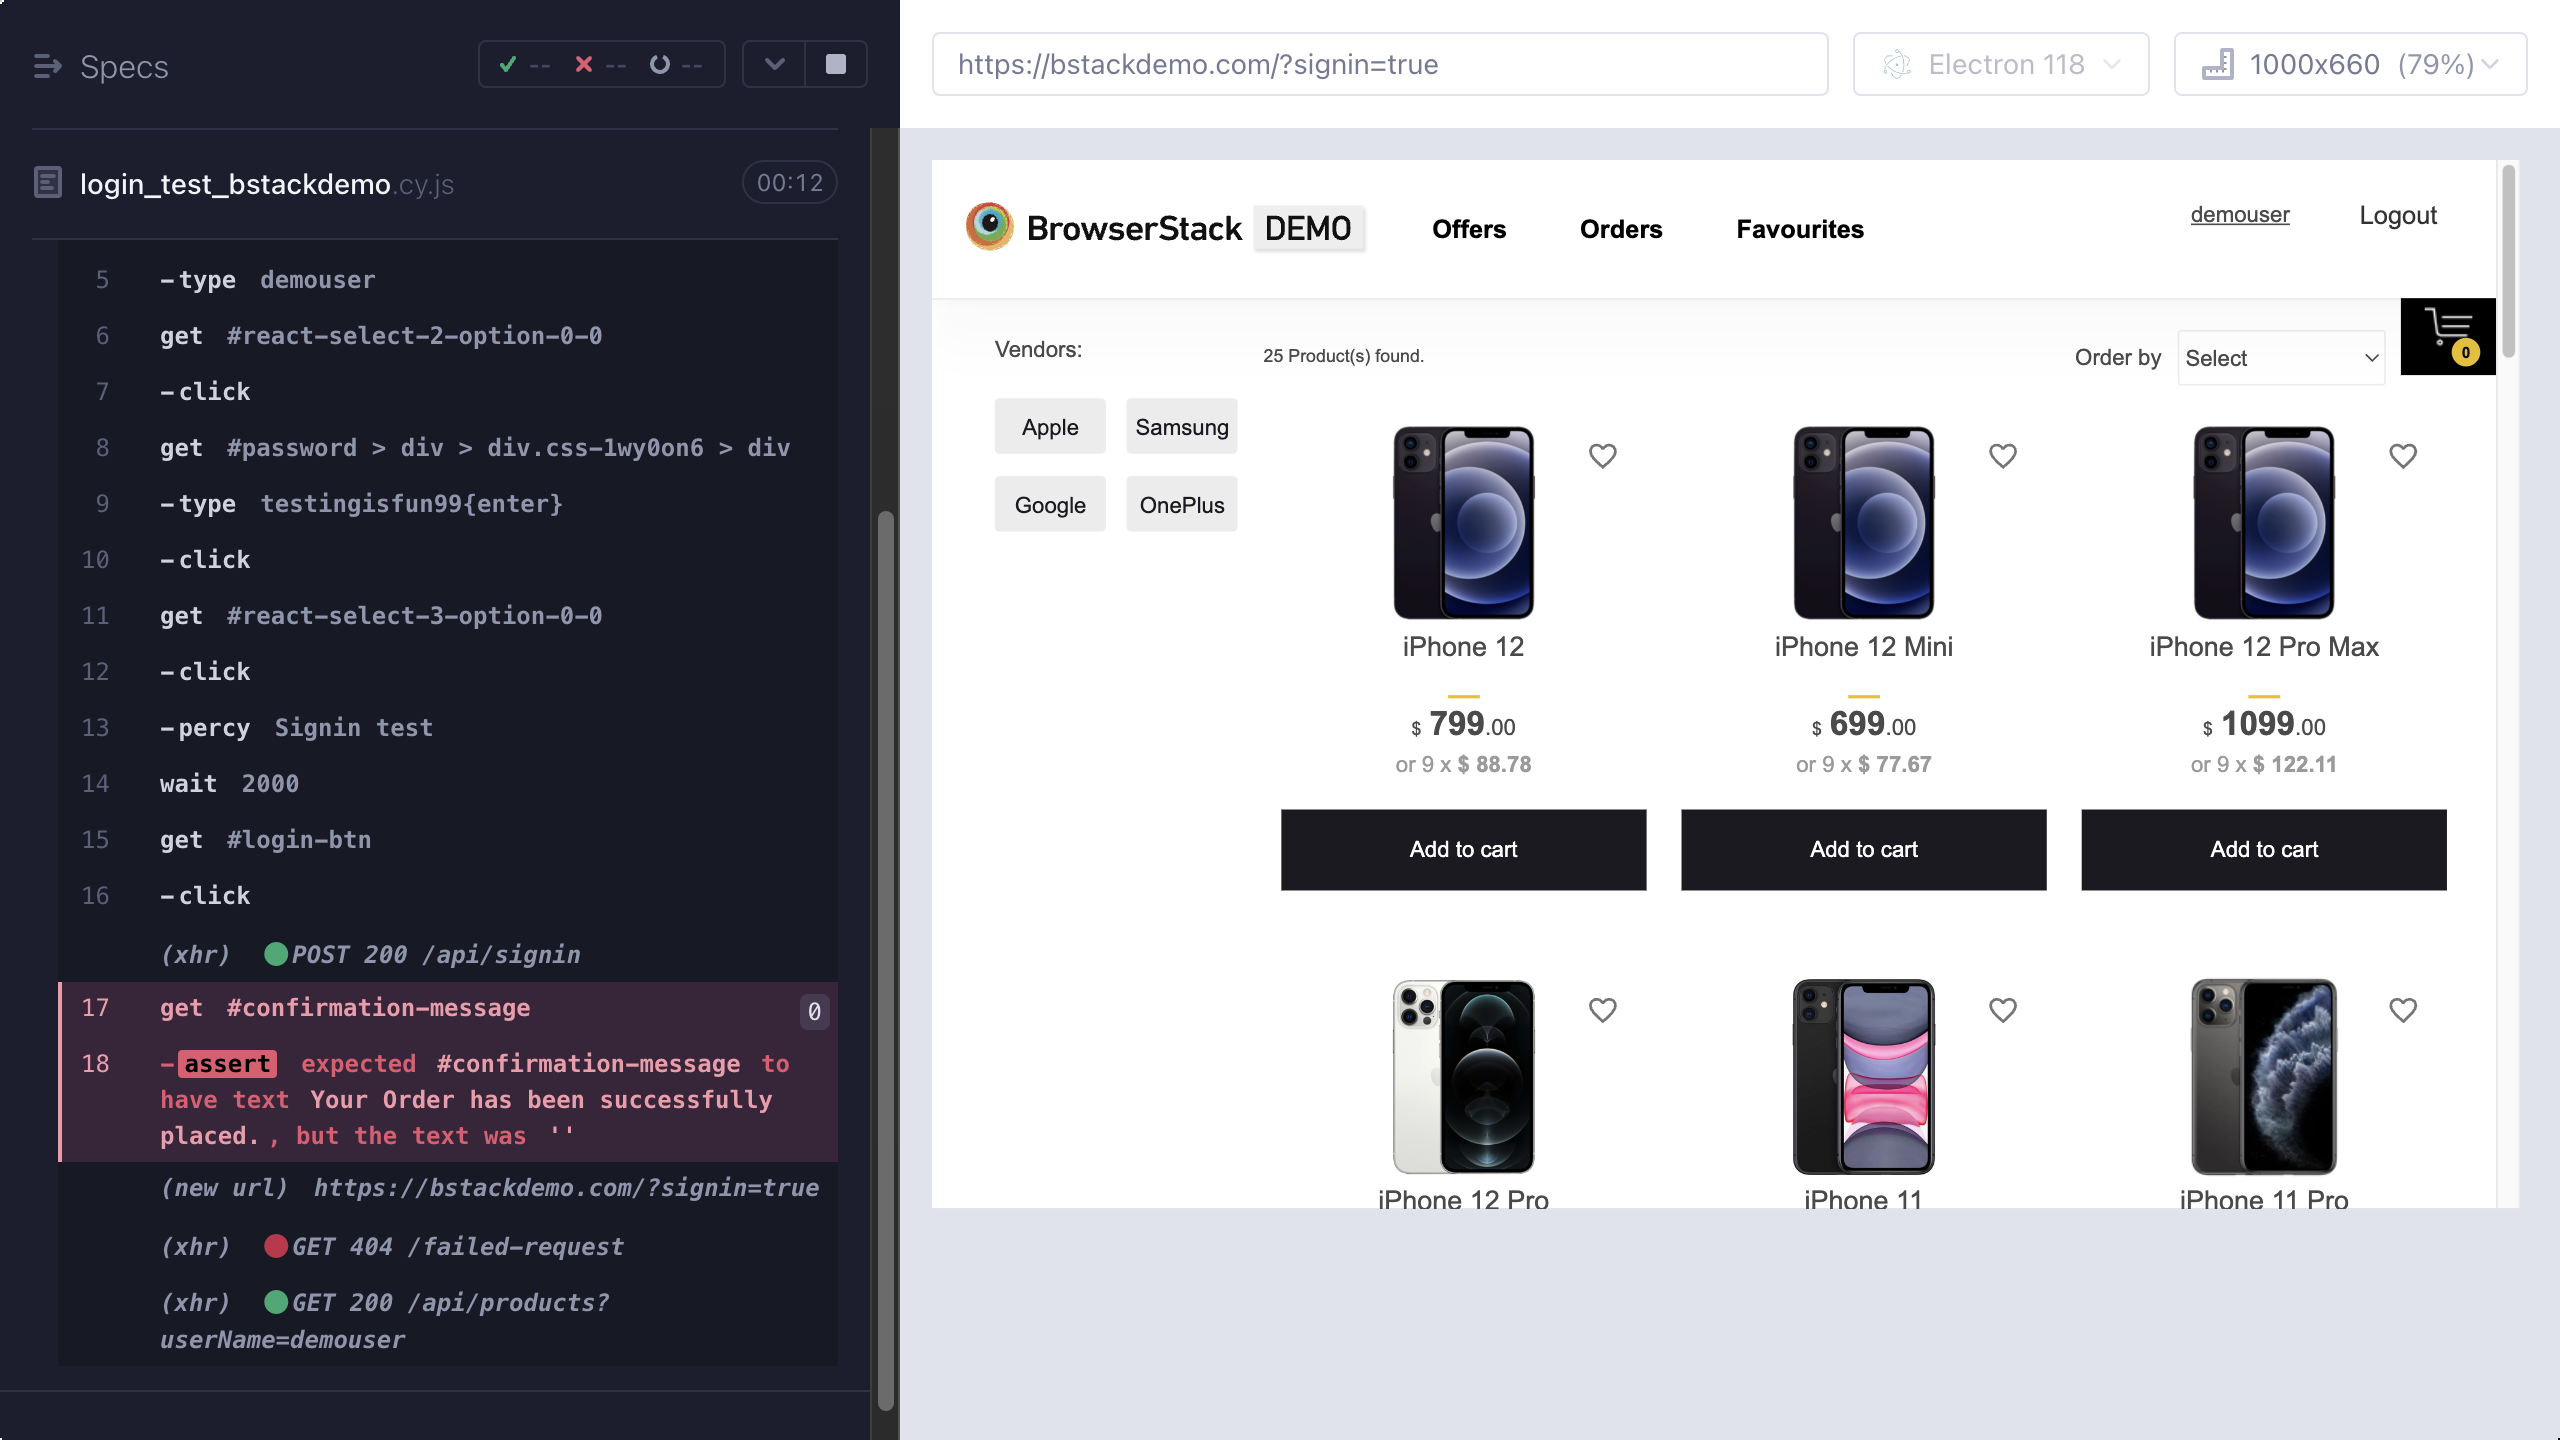 Specs
-- -- --
login_test_bstackdemo.cy.js 00:12
5 -type demouser
6 get #react-select-2-option-0-0
7 -click
8 get #password > div > div.css-1wy0on6 > div
9 -type testingisfun99{enter}
10 -click
11 get #react-select-3-option-0-0
12 -click
13 -percy Signin test
14 wait 2000
15 get #login-btn
16 -click
(xhr) POST 200 /api/signin
17 get #confirmation-message 0
18 -assert expected #confirmation-message to
have text Your Order has been successfully
placed. , but the text was ''
(new url) https://bstackdemo.com/?signin=true
(xhr) GET 404 /failed-request
(xhr) GET 200 /api/products?
userName=demouser
https://bstackdemo.com/?signin=true Electron 118 1000x660 (79%)
BrowserStack DEMO Offers Orders Favourites demouser Logout
0
Vendors: 25 Product(s) found. Order by Select
Apple Samsung
Google OnePlus
iPhone 12 iPhone 12 Mini iPhone 12 Pro Max
$ 799.00 $ 699.00 $ 1099.00
or 9 x $ 88.78 or 9 x $ 77.67 or 9 x $ 122.11
Add to cart Add to cart Add to cart
iPhone 12 Pro iPhone 11 iPhone 11 Pro